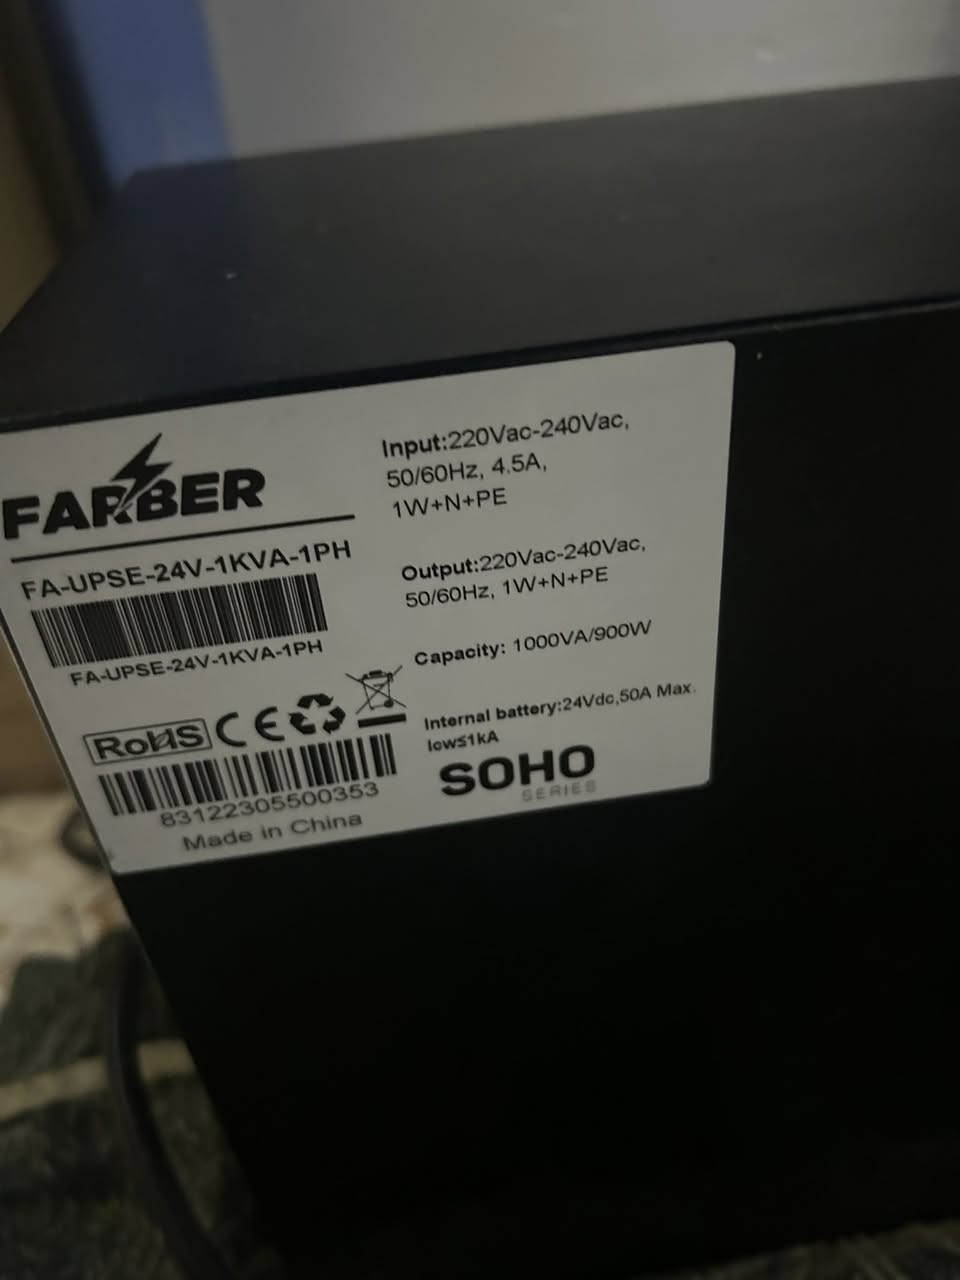 FARBER
FA-UPSE-24V-1KVA-1PH
FA-UPSE-24V-1KVA-1PH
RoHS CE
83122305500353
Made in China
Input:220Vac-240Vac,
50/60Hz, 4.5A,
1W+N+PE
Output:220Vac-240Vac,
50/60Hz, 1W+N+PE
Capacity: 1000VA/900W
Internal battery:24Vdc,50A Max.
Icw≤1kA
SOHO
SERIES